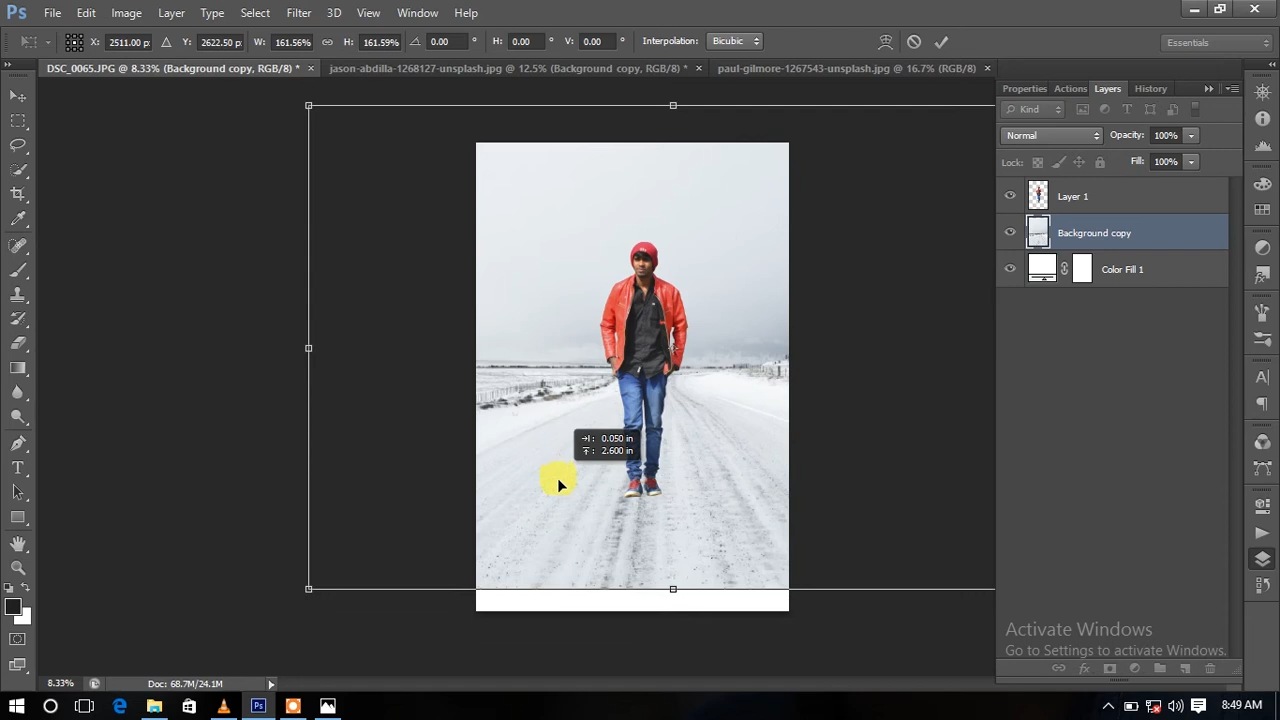 Ps File Edit Image Layer Type Select Filter 3D View Window Help
X: 2511.00 px Y: 2622.50 px W: 161.56% H: 161.59% 0.00 ° H: 0.00 ° V: 0.00 ° Interpolation: Bicubic Essentials
DSC_0065.JPG @ 8.33% (Background copy, RGB/8) * × jason-abdilla-1268127-unsplash.jpg @ 12.5% (Background copy, RGB/8) * × paul-gilmore-1267543-unsplash.jpg @ 16.7% (RGB/8) ×
Properties Actions Layers History
Kind
Normal Opacity: 100%
Lock: Fill: 100%
Layer 1
Background copy
Color Fill 1
0.050 in
2.600 in
Activate Windows
Go to Settings to activate Windows.
8.33% Doc: 68.7M/24.1M
8:49 AM